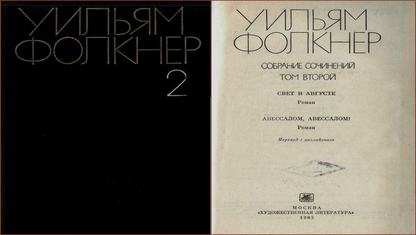 УИЛЬЯМ
ФОЛКНЕР
2
УИЛЬЯМ
ФОЛКНЕР
СОБРАНИЕ СОЧИНЕНИЙ
ТОМ ВТОРОЙ
СВЕТ В АВГУСТЕ
Роман
АВЕССАЛОМ, АВЕССАЛОМ!
Роман
Перевод с английского
МОСКВА
«ХУДОЖЕСТВЕННАЯ ЛИТЕРАТУРА»
1985